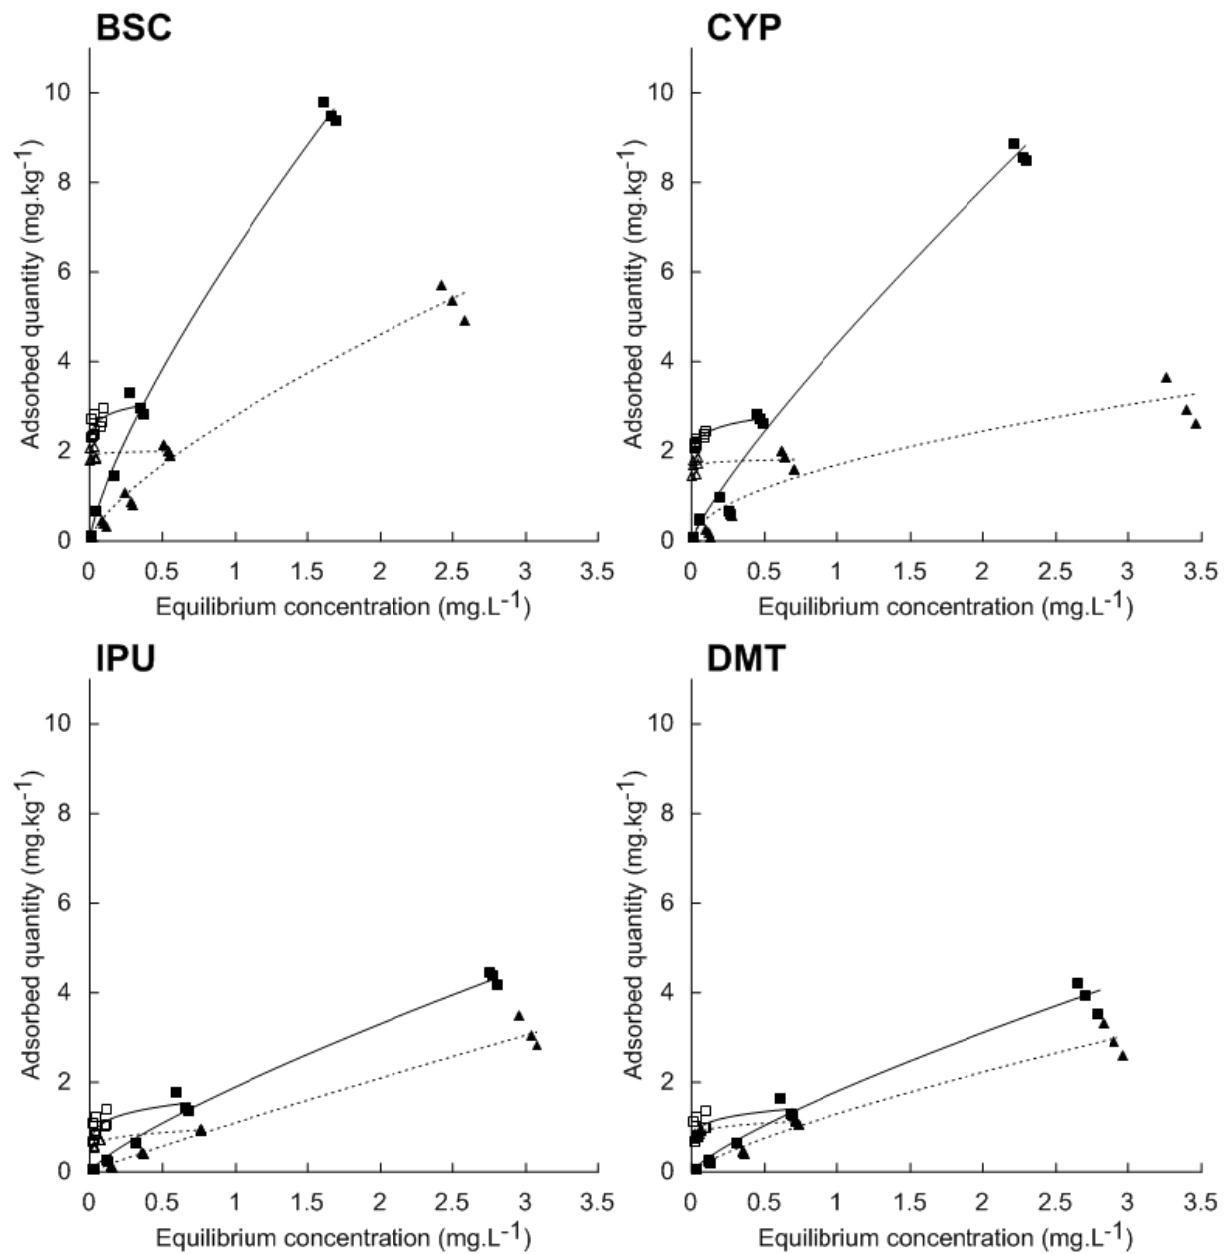 BSC
10
8
6
4
2
0
Adsorbed quantity (mg.kg⁻¹)
0 0.5 1 1.5 2 2.5 3 3.5
Equilibrium concentration (mg.L⁻¹)
CYP
10
8
6
4
2
0
Adsorbed quantity (mg.kg⁻¹)
0 0.5 1 1.5 2 2.5 3 3.5
Equilibrium concentration (mg.L⁻¹)
IPU
10
8
6
4
2
0
Adsorbed quantity (mg.kg⁻¹)
0 0.5 1 1.5 2 2.5 3 3.5
Equilibrium concentration (mg.L⁻¹)
DMT
10
8
6
4
2
0
Adsorbed quantity (mg.kg⁻¹)
0 0.5 1 1.5 2 2.5 3 3.5
Equilibrium concentration (mg.L⁻¹)